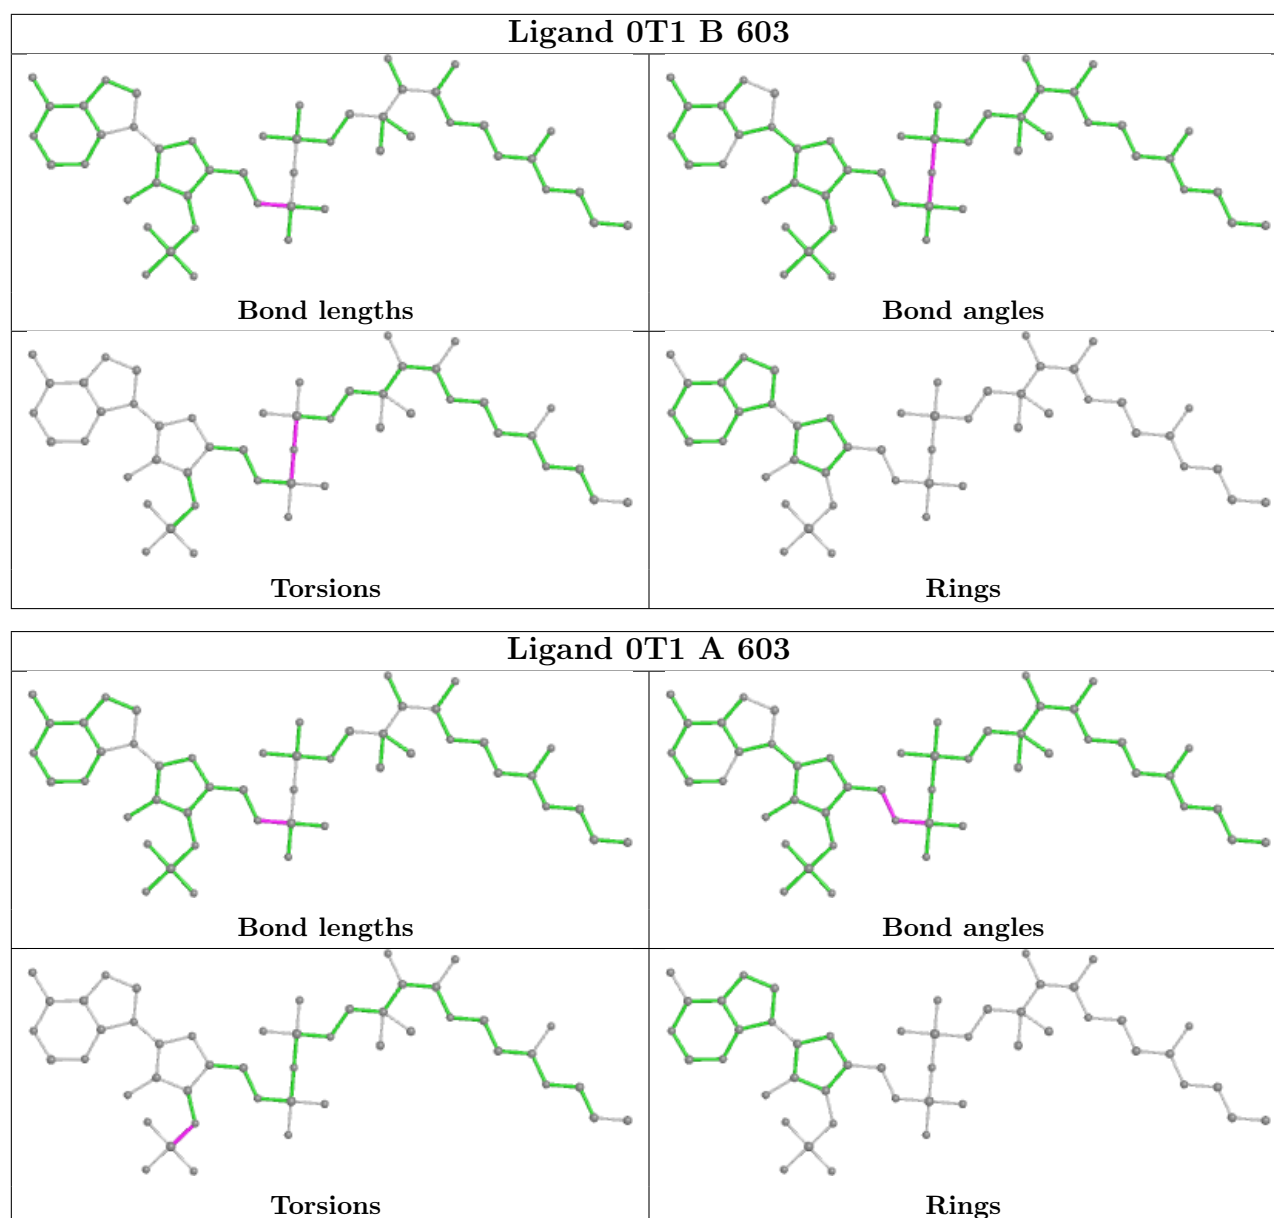 Ligand 0T1 B 603
Bond lengths
Bond angles
Torsions
Rings
Ligand 0T1 A 603
Bond lengths
Bond angles
Torsions
Rings